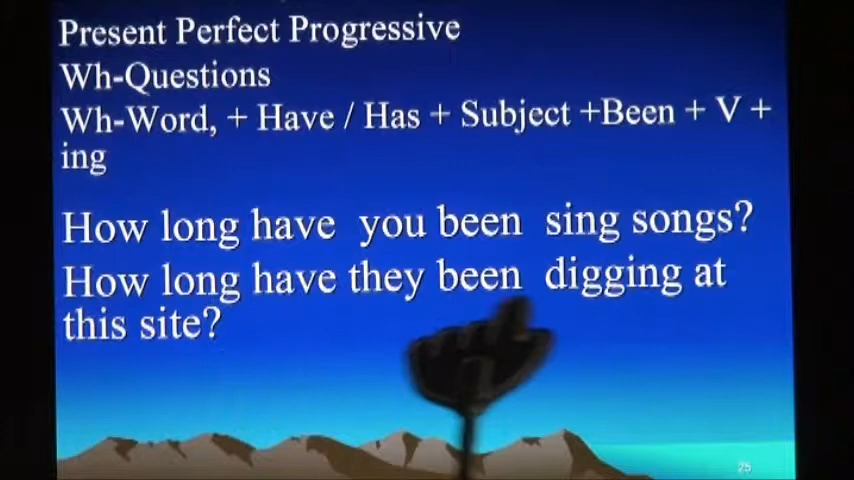 Present Perfect Progressive
Wh-Questions
Wh-Word, + Have / Has + Subject +Been + V +
ing
How long have you been sing songs?
How long have they been digging at
this site?
25